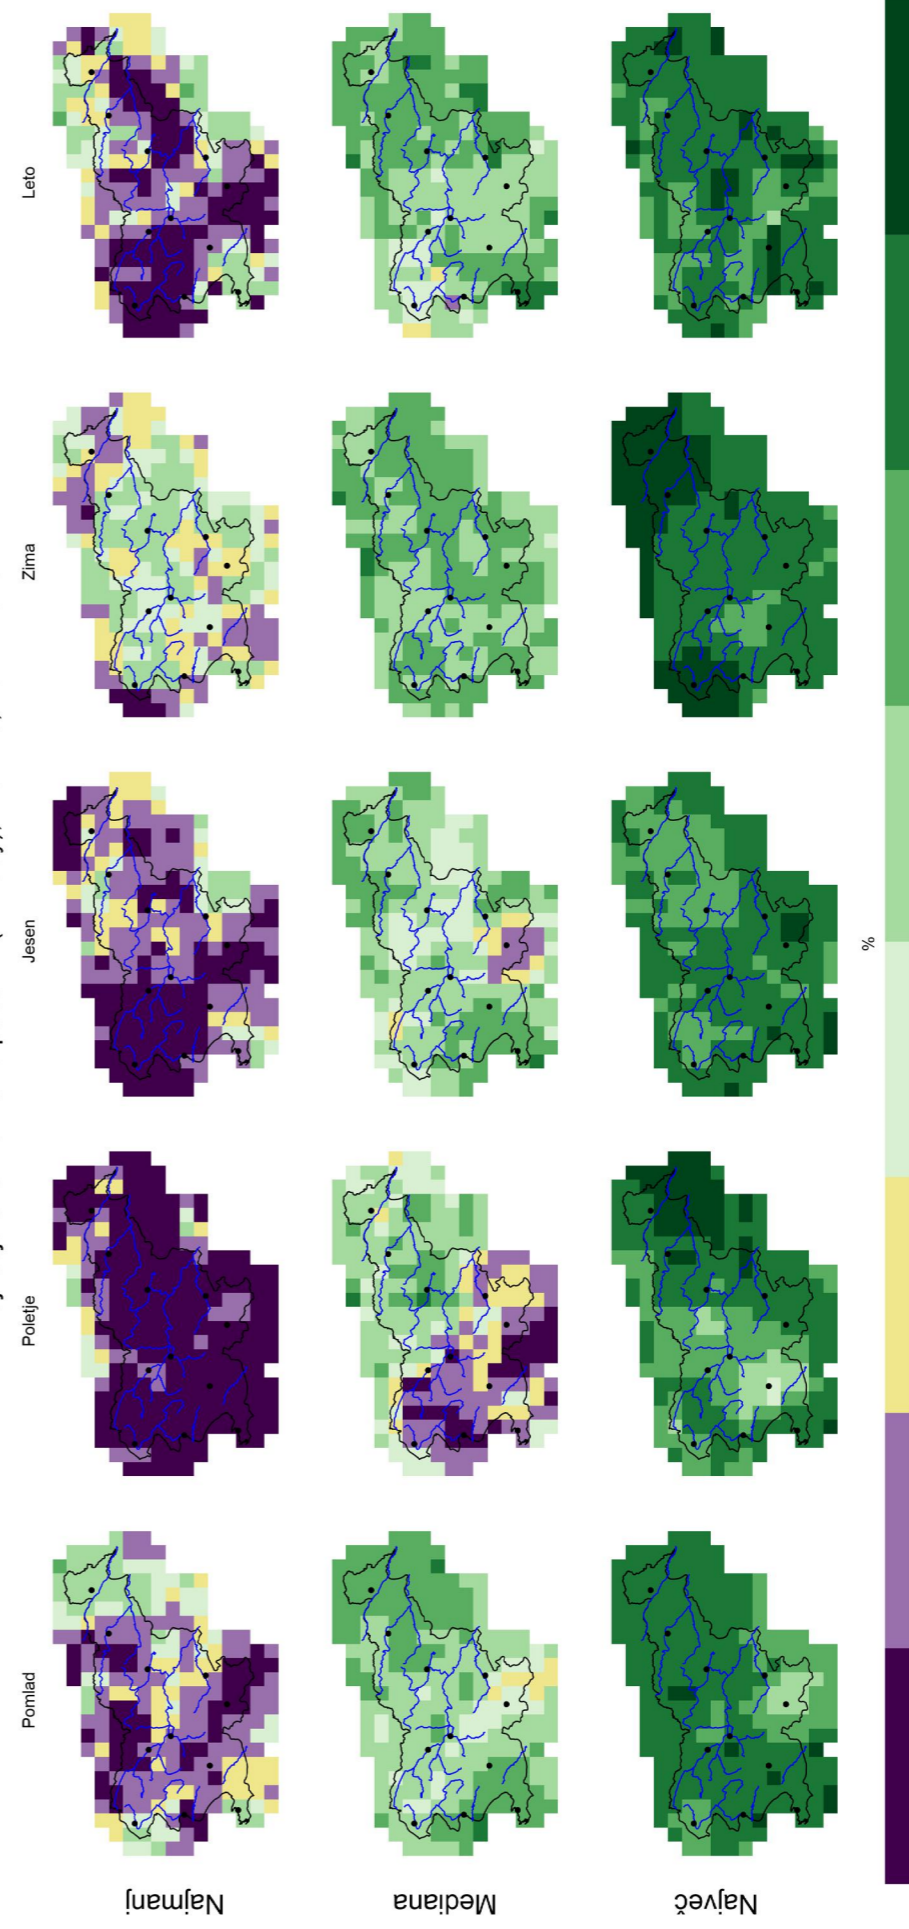 Leto
Zima
Jesen
Poletje
Pomlad
Najmanj
Mediana
Največ
%